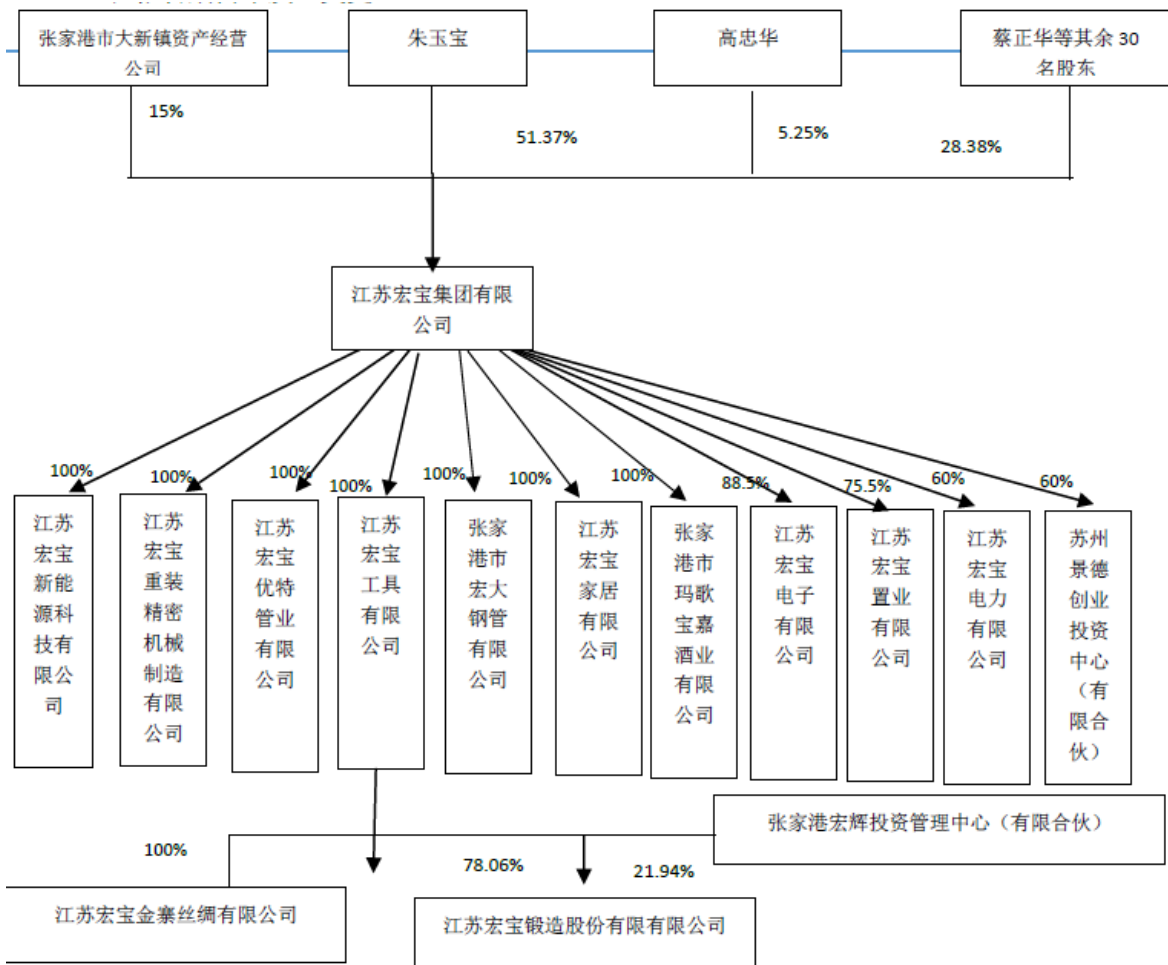 张家港市大新镇资产经营
公司
朱玉宝
高忠华
蔡正华等其余 30
名股东
15%
51.37%
5.25%
28.38%
江苏宏宝集团有限
公司
100%
100%
100%
100%
100%
100%
100%
88.5%
75.5%
60%
60%
江苏
宏宝
新能
源科
技有
限公
司
江苏
宏宝
重装
精密
机械
制造
有限
公司
江苏
宏宝
优特
管业
有限
公司
江苏
宏宝
工具
有限
公司
张家
港市
宏大
钢管
有限
公司
江苏
宏宝
家居
有限
公司
张家
港市
玛歌
宝嘉
酒业
有限
公司
江苏
宏宝
电子
有限
公司
江苏
宏宝
置业
有限
公司
江苏
宏宝
电力
有限
公司
苏州
景德
创业
投资
中心
（有
限合
伙）
张家港宏辉投资管理中心（有限合伙）
100%
78.06%
21.94%
江苏宏宝金寨丝绸有限公司
江苏宏宝锻造股份有限有限公司